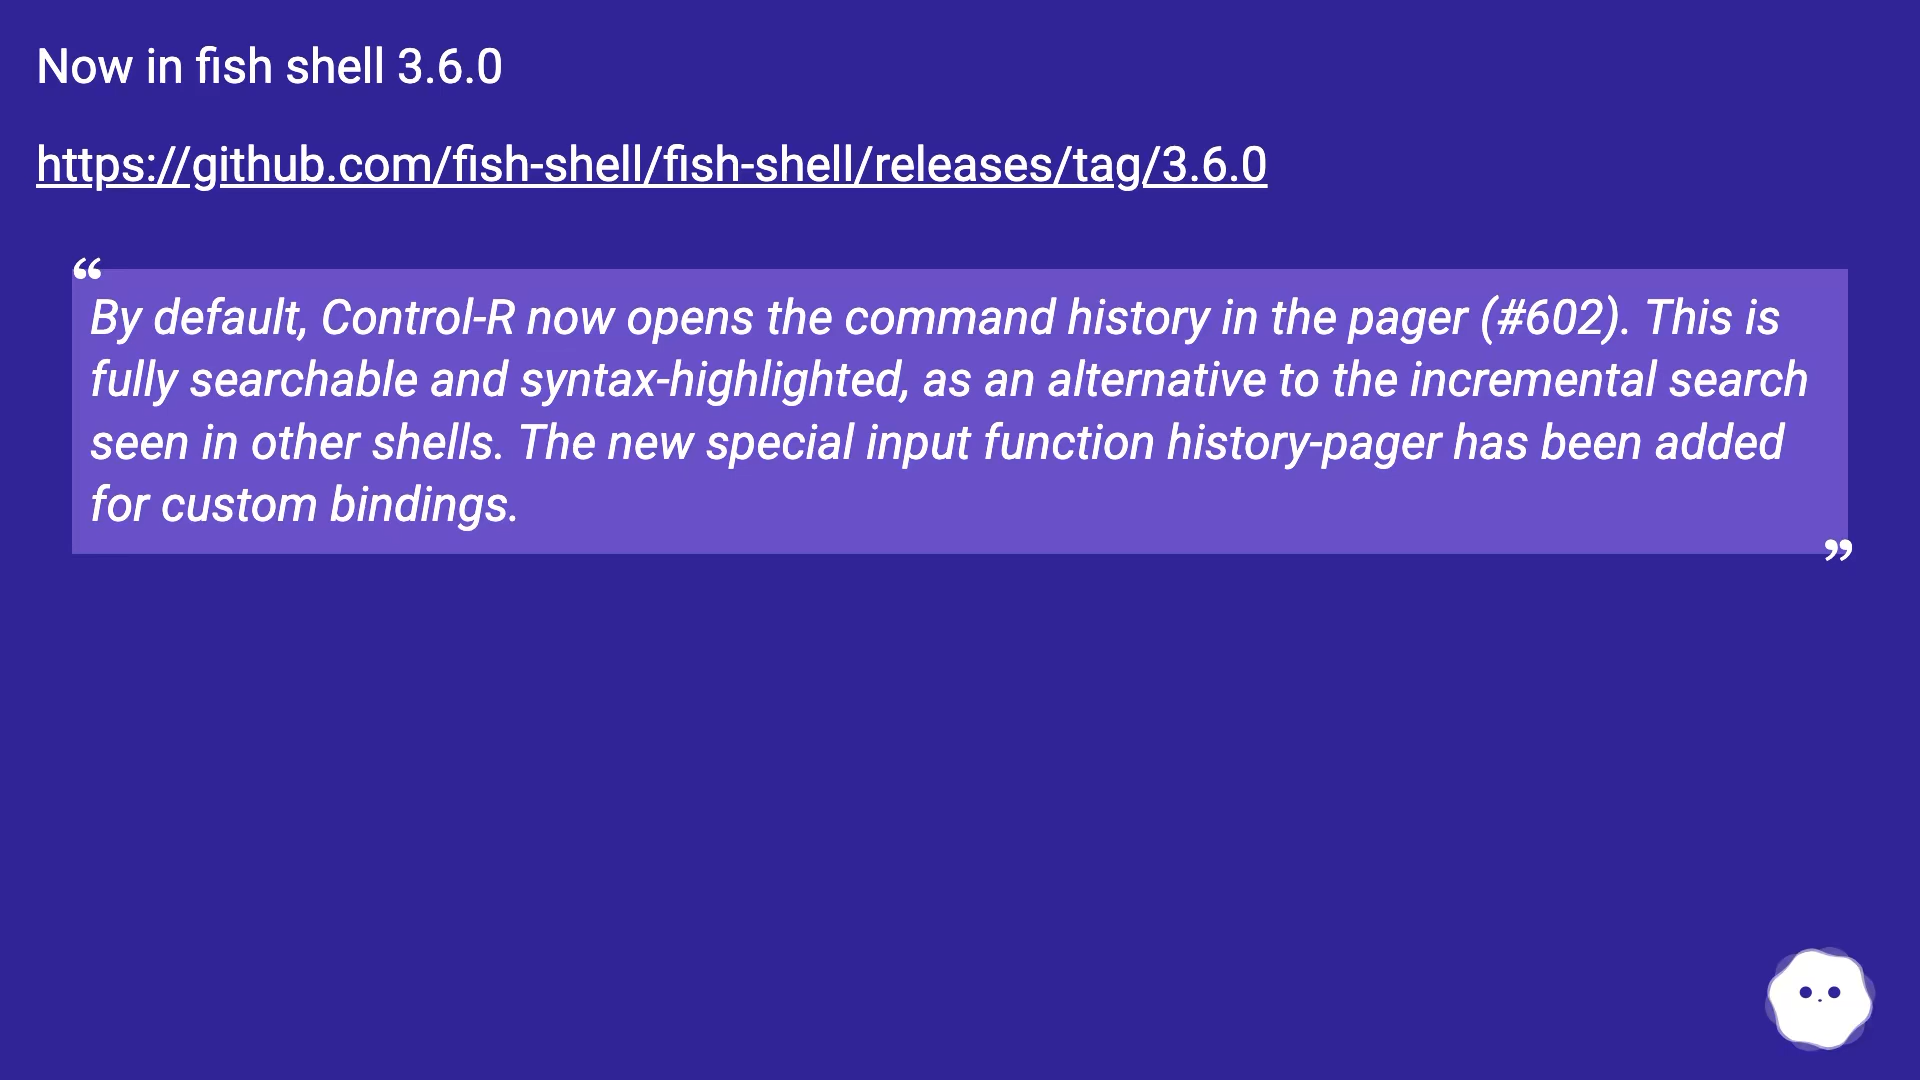 Now in fish shell 3.6.0
https://github.com/fish-shell/fish-shell/releases/tag/3.6.0
“
By default, Control-R now opens the command history in the pager (#602). This is
fully searchable and syntax-highlighted, as an alternative to the incremental search
seen in other shells. The new special input function history-pager has been added
for custom bindings.
”